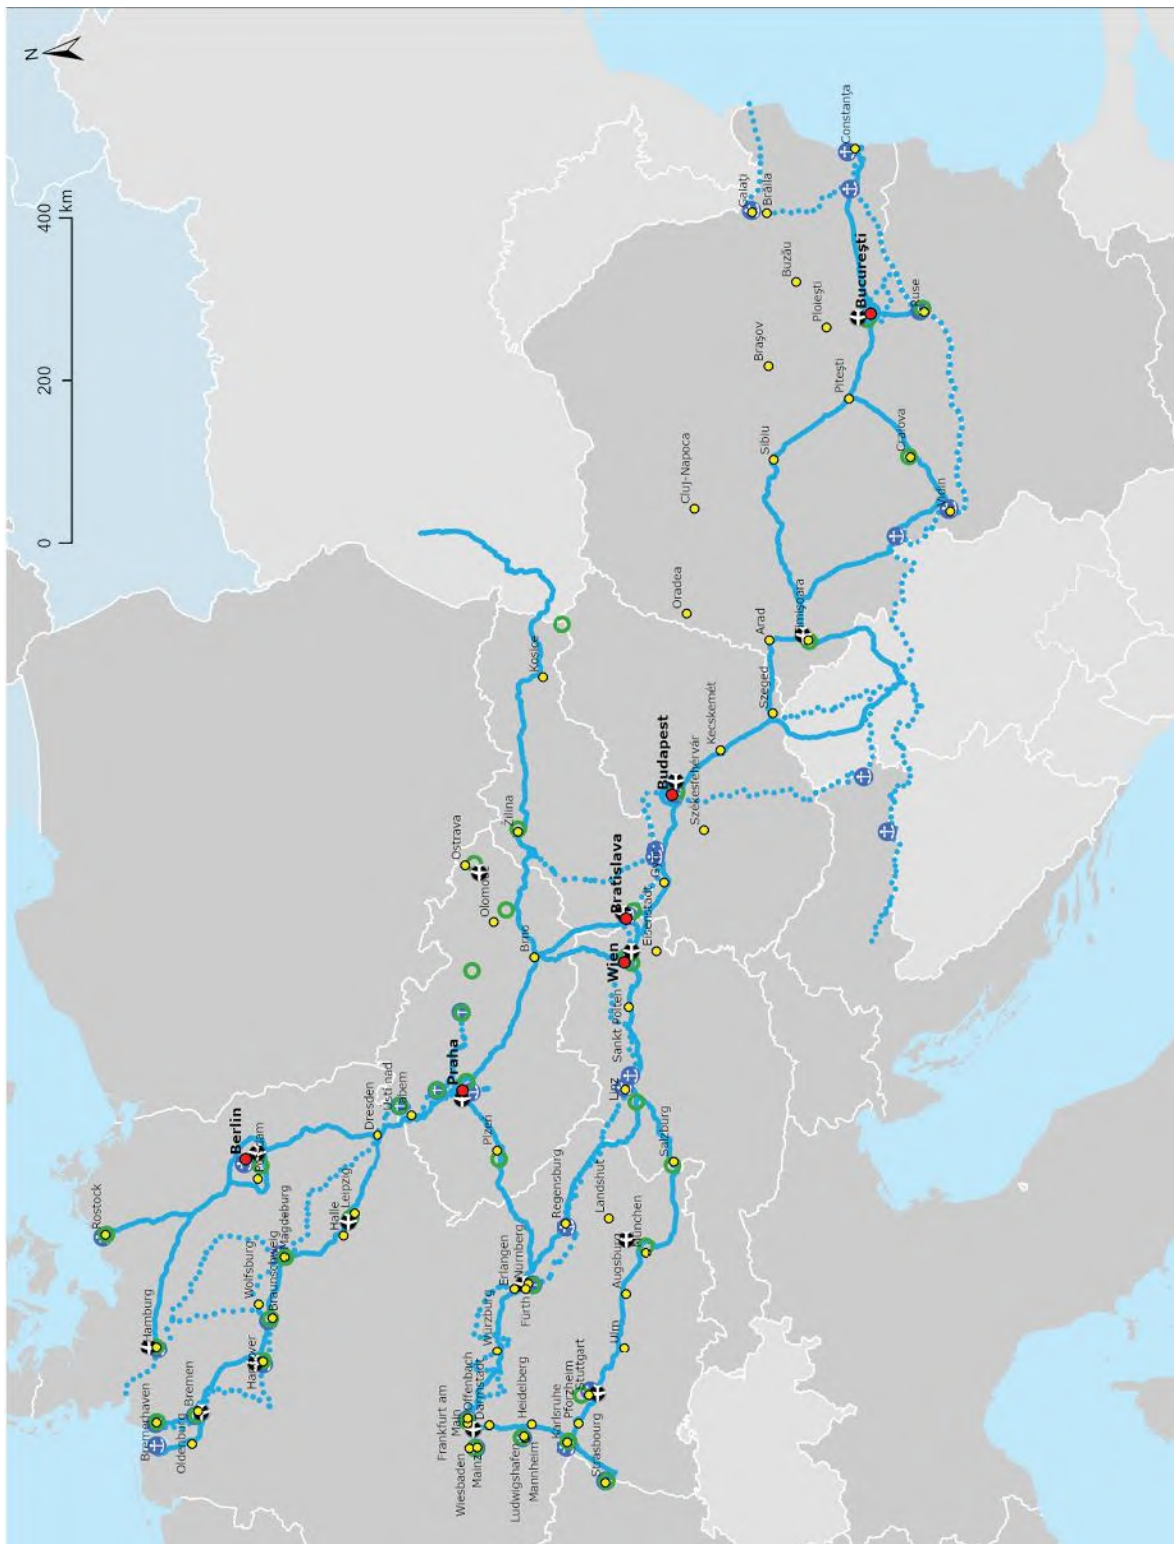 N
0
200
400
km
Rostock
Hamburg
Bremerhaven
Oldenburg
Bremen
Hannover
Wolfsburg
Braunschweig
Magdeburg
Berlin
Halle
Leipzig
Dresden
Ústí nad
Labem
Praha
Plzeň
Ostrava
Olomouc
Brno
Žilina
Košice
Frankfurt am
Main
Offenbach
Wiesbaden
Mainz
Darmstadt
Ludwigshafen
Mannheim
Heidelberg
Karlsruhe
Pforzheim
Stuttgart
Strasbourg
Würzburg
Erlangen
Nürnberg
Fürth
Regensburg
Landshut
Ulm
Augsburg
München
Salzburg
Linz
Sankt Pölten
Wien
Eisenstadt
Bratislava
Budapest
Székesfehérvár
Kecskemét
Szeged
Arad
Timișoara
Oradea
Cluj-Napoca
Sibiu
Brașov
Pitești
Ploiești
Buzău
București
Craiova
Vidin
Ruse
Galați
Brăila
Constanța